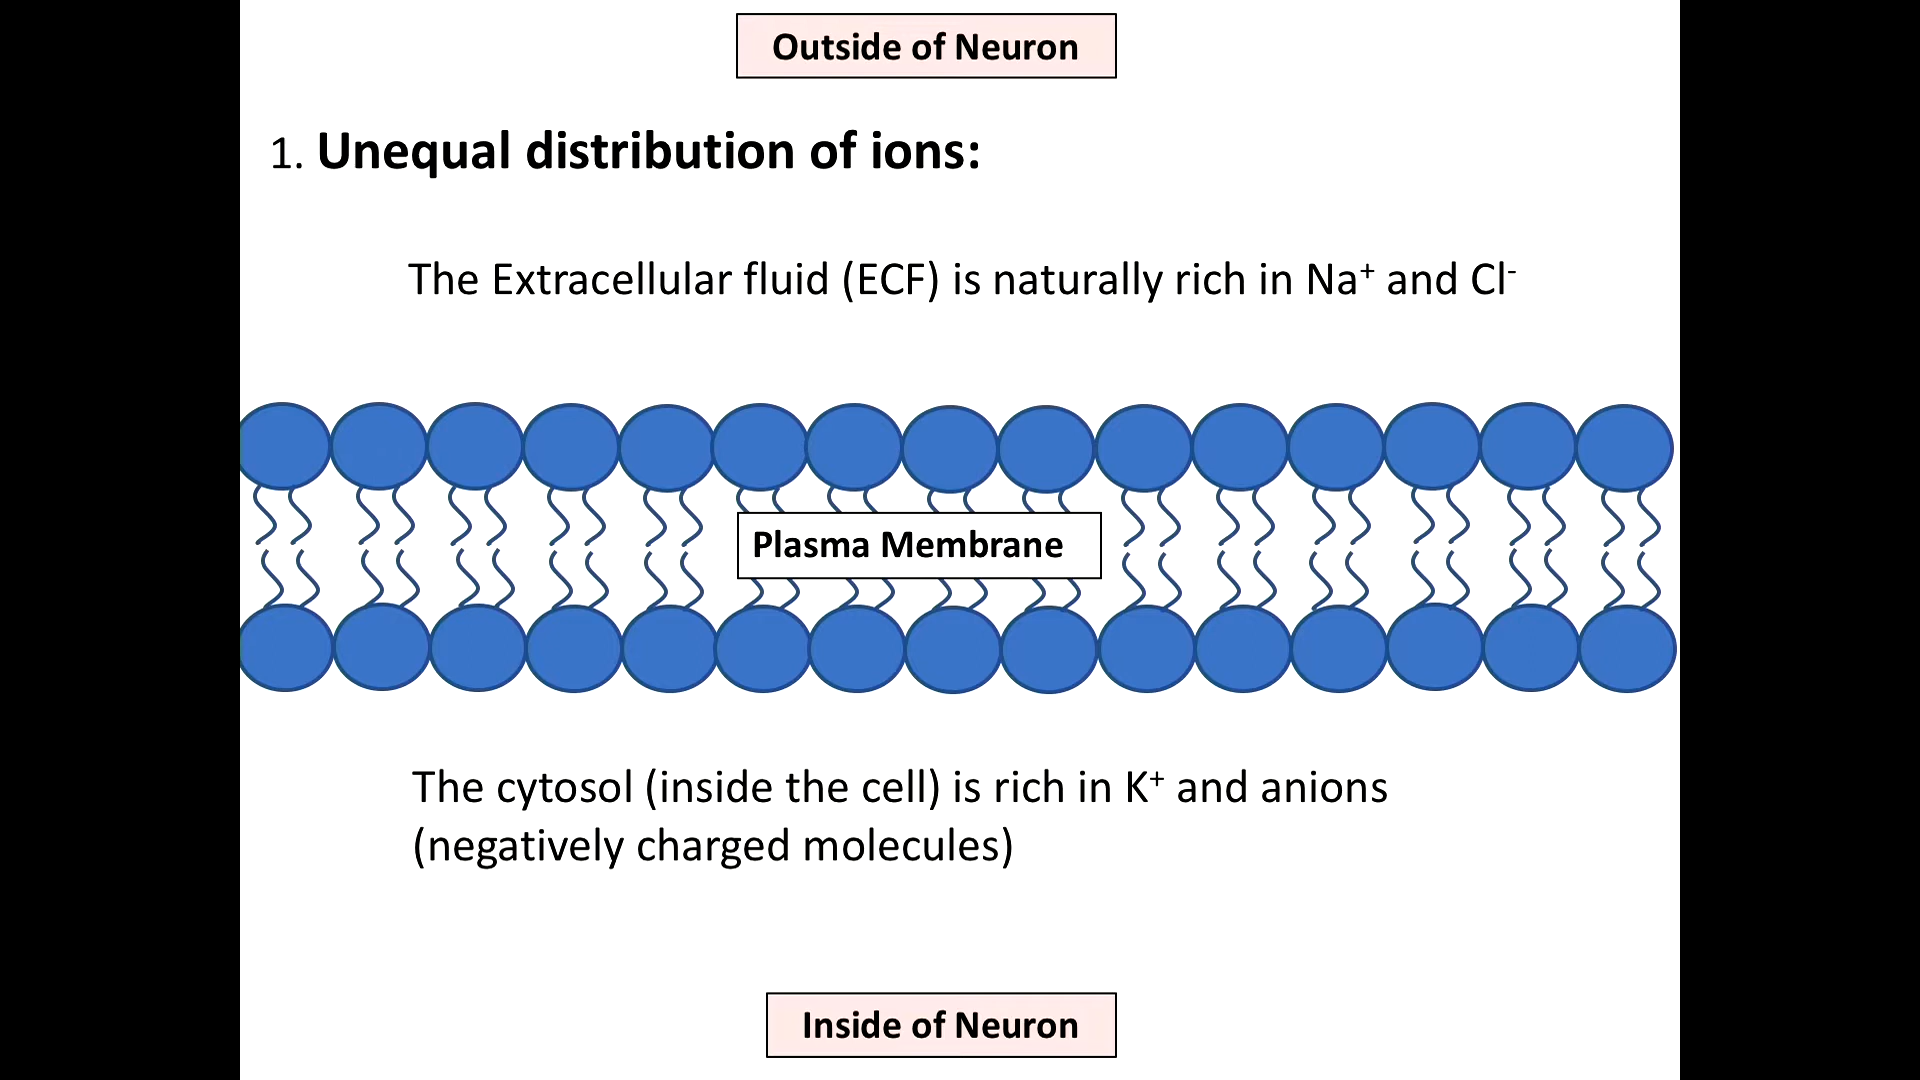 Outside of Neuron
1. Unequal distribution of ions:
The Extracellular fluid (ECF) is naturally rich in Na⁺ and Cl⁻
Plasma Membrane
The cytosol (inside the cell) is rich in K⁺ and anions
(negatively charged molecules)
Inside of Neuron